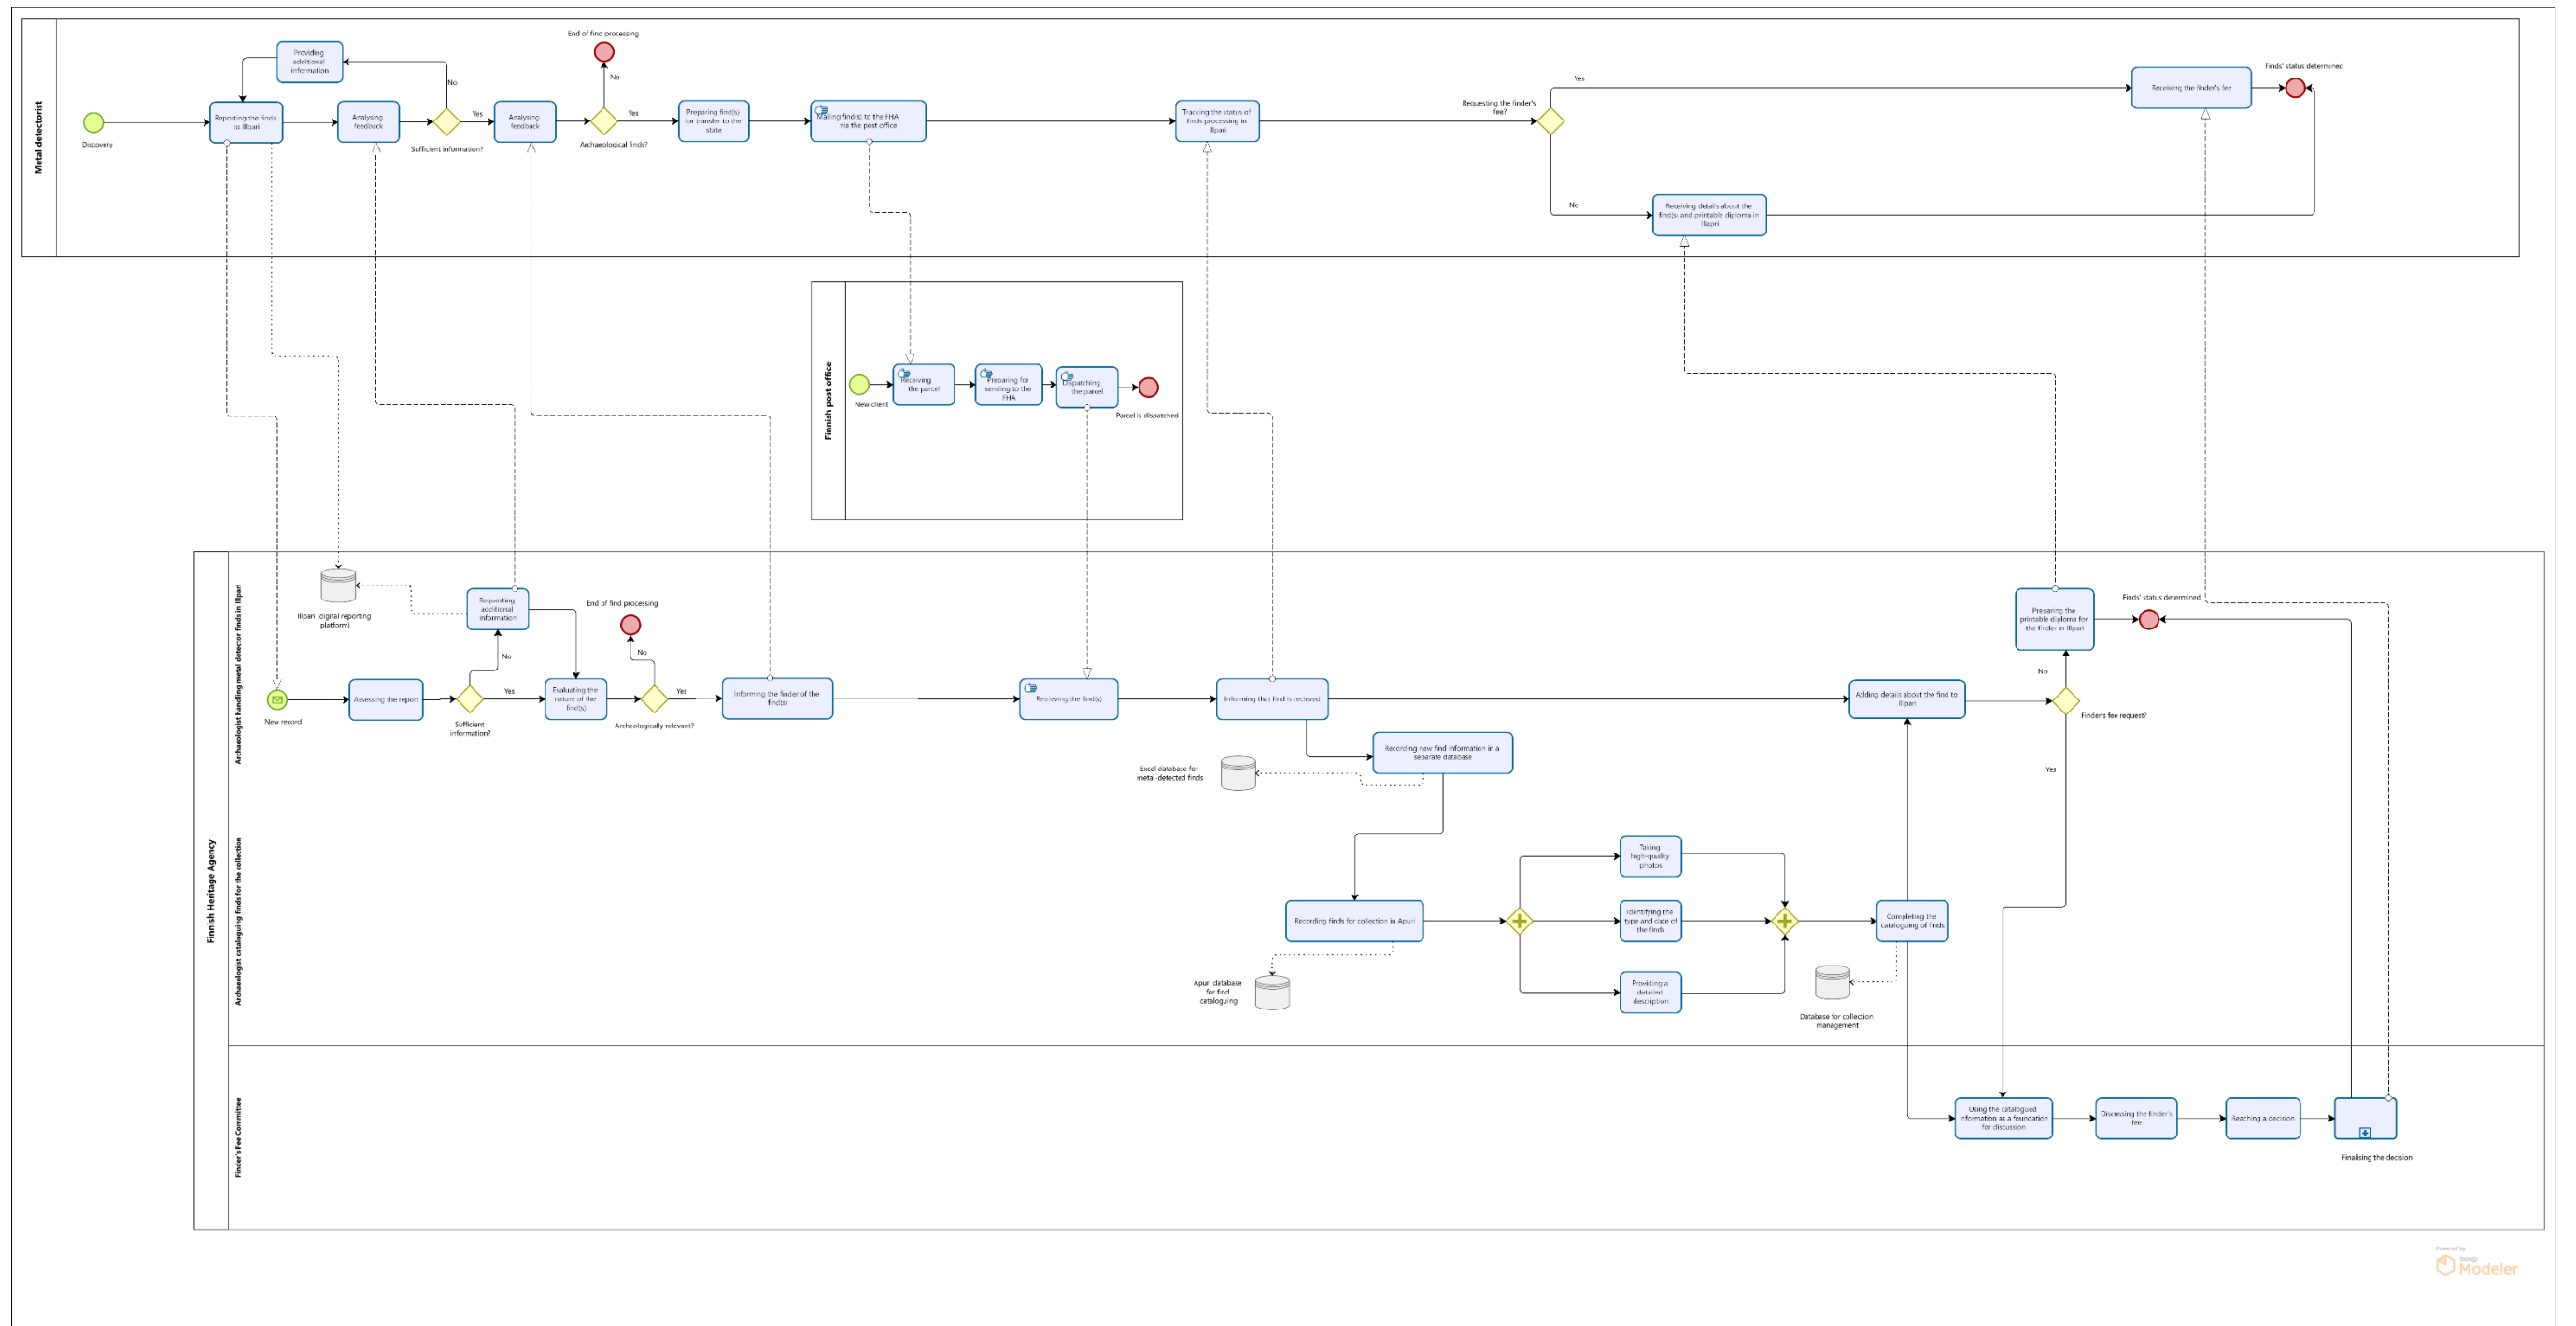 Metal detectorist
Discovery
Reporting the finds
to Illpari
Providing
additional
information
Analysing
feedback
No
Yes
Sufficient information?
Analysing
feedback
End of find processing
No
Yes
Archaeological finds?
Preparing find(s)
for transfer to the
state
Mailing find(s) to the FHA
via the post office
Tracking the status of
finds processing in
Illpari
Requesting the finder's
fee?
Yes
No
Receiving details about the
find(s) and printable diploma in
Receiving the finder's fee
Finds' status determined
Finnish post office
New client
Receiving
the parcel
Preparing for
sending to the
FHA
Dispatching
the parcel
Parcel is dispatched
Finnish Heritage Agency
Archaeologist handling metal detector finds in Illpari
Illpari (digital reporting
platform)
New record
Assessing the report
Requesting
additional
information
No
Yes
Sufficient
information?
Evaluating the
nature of the
find(s)
End of find processing
No
Yes
Archeologically relevant?
Informing the finder of the
find(s)
Retrieving the find(s)
Informing that find is recieved
Recording new find information in a
separate database
Excel database for
metal-detected finds
Adding details about the find to
Illpari
Preparing the
printable diploma for
the finder in Illpari
Finds' status determined
No
Finder's fee request?
Yes
Archaeologist cataloguing finds for the collection
Recording finds for collection in Apuri
Apuri database
for find
cataloguing
Taking
high-quality
photos
Identifying the
type and date of
the finds
Providing a
detailed
description
Completing the
cataloguing of finds
Database for collection
management
Finder's Fee Committee
Using the catalogued
information as a foundation
for discussion
Discussing the finder's
fee
Reaching a decision
Finalising the decision
Powered by
bizagi
Modeler